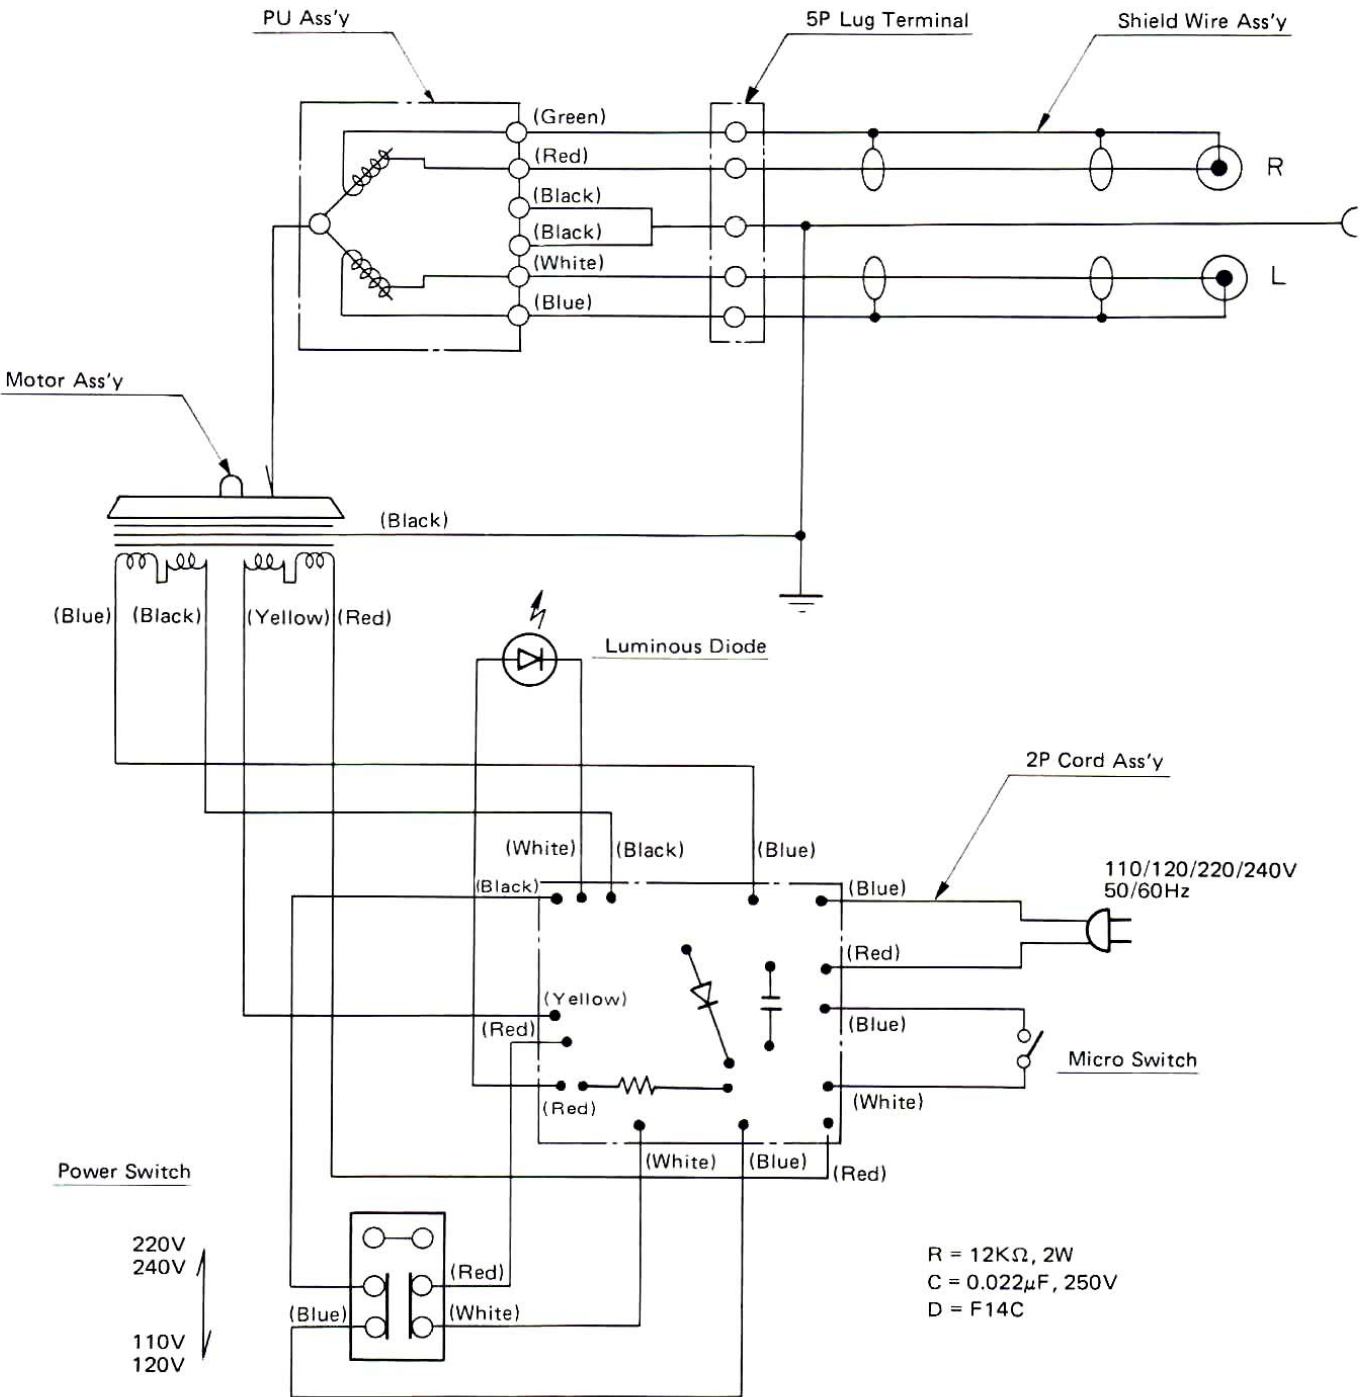 PU Ass'y
5P Lug Terminal
Shield Wire Ass'y
(Green)
(Red)
R
(Black)
(Black)
(White)
L
(Blue)
Motor Ass'y
(Black)
(Blue)
(Black)
(Yellow)
(Red)
Luminous Diode
2P Cord Ass'y
(White)
(Black)
(Blue)
110/120/220/240V
50/60Hz
(Black)
(Blue)
(Red)
(Yellow)
(Blue)
(Red)
Micro Switch
(White)
(Red)
(White)
(Blue)
(Red)
Power Switch
220V
240V
(Red)
(Blue)
(White)
110V
120V
R = 12KΩ, 2W
C = 0.022μF, 250V
D = F14C